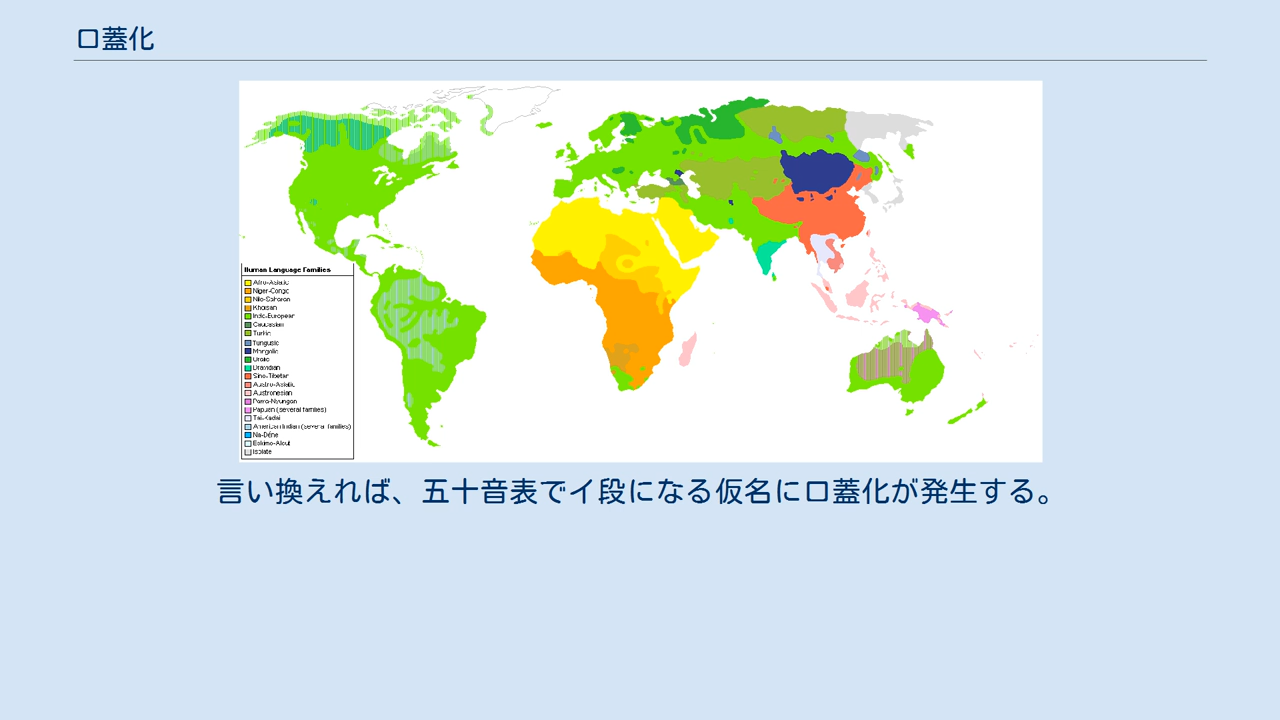 口蓋化
Human Language Families
Afro-Asiatic
Niger-Congo
Nilo-Saharan
Khoisan
Indo-European
Caucasian
Turkic
Tungusic
Mongolic
Uralic
Dravidian
Sino-Tibetan
Austro-Asiatic
Austronesian
Pama-Nyungan
Papuan (several families)
Tai-Kadai
American Indian (several families)
Na-Dené
Eskimo-Aleut
Isolate
言い換えれば、五十音表でイ段になる仮名に口蓋化が発生する。